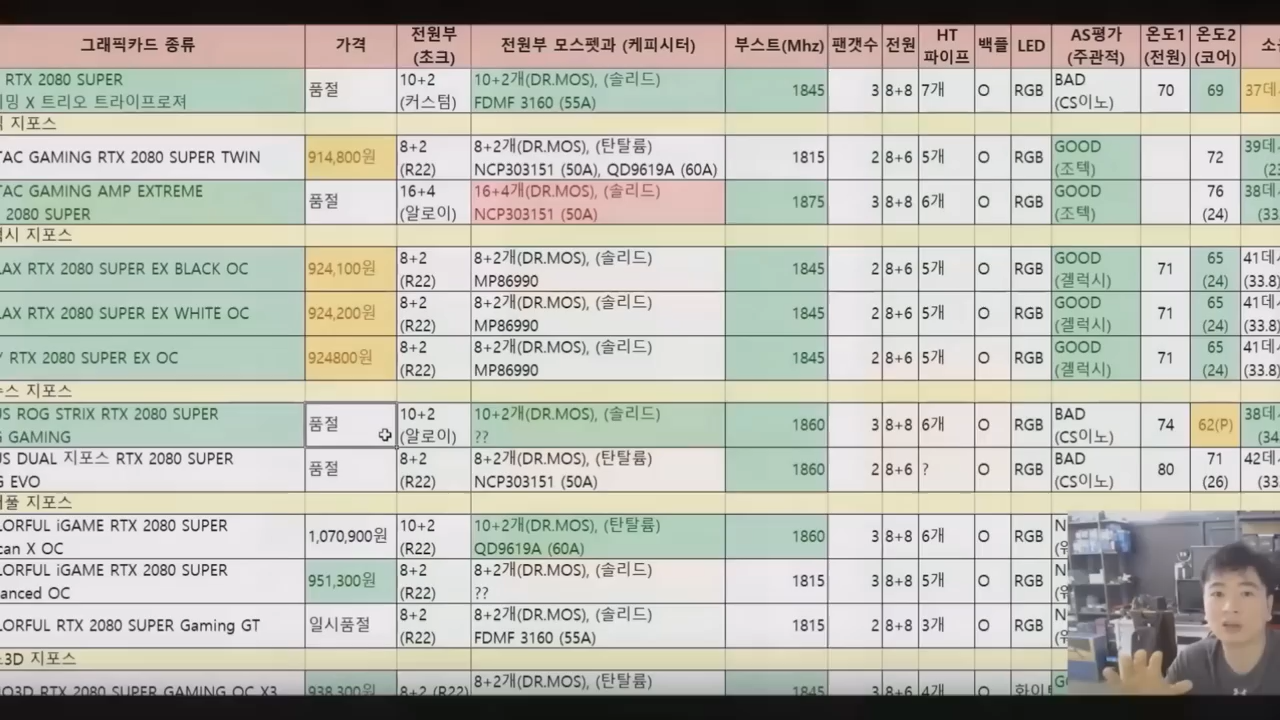 그래픽카드 종류 가격 전원부 (초크) 전원부 모스펫과 (케피시터) 부스트(Mhz) 팬갯수 전원 HT 파이프 백플 LED AS평가 (주관적) 온도1 (전원) 온도2 (코어)
RTX 2080 SUPER
밍 X 트리오 트라이프로져 품절 10+2 (커스텀) 10+2개(DR.MOS), (솔리드) FDMF 3160 (55A) 1845 3 8+8 7개 O RGB BAD (CS이노) 70 69 37데
지포스
TAC GAMING RTX 2080 SUPER TWIN 914,800원 8+2 (R22) 8+2개(DR.MOS), (탄탈륨) NCP303151 (50A), QD9619A (60A) 1815 2 8+6 5개 O RGB GOOD (조텍) 72 39데 (23
TAC GAMING AMP EXTREME
2080 SUPER 품절 16+4 (알로이) 16+4개(DR.MOS), (솔리드) NCP303151 (50A) 1875 3 8+8 6개 O RGB GOOD (조텍) 76 (24) 38데 (33
시 지포스
LAX RTX 2080 SUPER EX BLACK OC 924,100원 8+2 (R22) 8+2개(DR.MOS), (솔리드) MP86990 1845 2 8+6 5개 O RGB GOOD (겔럭시) 71 65 (24) 41데 (33.8)
LAX RTX 2080 SUPER EX WHITE OC 924,200원 8+2 (R22) 8+2개(DR.MOS), (솔리드) MP86990 1845 2 8+6 5개 O RGB GOOD (겔럭시) 71 65 (24) 41데 (33.8)
RTX 2080 SUPER EX OC 924800원 8+2 (R22) 8+2개(DR.MOS), (솔리드) MP86990 1845 2 8+6 5개 O RGB GOOD (겔럭시) 71 65 (24) 41데 (33.8)
스 지포스
US ROG STRIX RTX 2080 SUPER
GAMING 품절 10+2 (알로이) 10+2개(DR.MOS), (솔리드) ?? 1860 3 8+8 6개 O RGB BAD (CS이노) 74 62(P) 38데 (34
US DUAL 지포스 RTX 2080 SUPER
EVO 품절 8+2 (R22) 8+2개(DR.MOS), (탄탈륨) NCP303151 (50A) 1860 2 8+6 ? O RGB BAD (CS이노) 80 71 (26) 42데 (33
풀 지포스
LORFUL iGAME RTX 2080 SUPER
can X OC 1,070,900원 10+2 (R22) 10+2개(DR.MOS), (탄탈륨) QD9619A (60A) 1860 3 8+8 6개 O RGB
LORFUL iGAME RTX 2080 SUPER
anced OC 951,300원 8+2 (R22) 8+2개(DR.MOS), (솔리드) ?? 1815 3 8+8 5개 O RGB
LORFUL RTX 2080 SUPER Gaming GT 일시품절 8+2 (R22) 8+2개(DR.MOS), (솔리드) FDMF 3160 (55A) 1815 2 8+8 3개 O RGB
3D 지포스
O3D RTX 2080 SUPER GAMING OC X3 938,300원 8+2 (R22) 8+2개(DR.MOS), (탄탈륨) 1845 3 8+8 4개 O 화이트